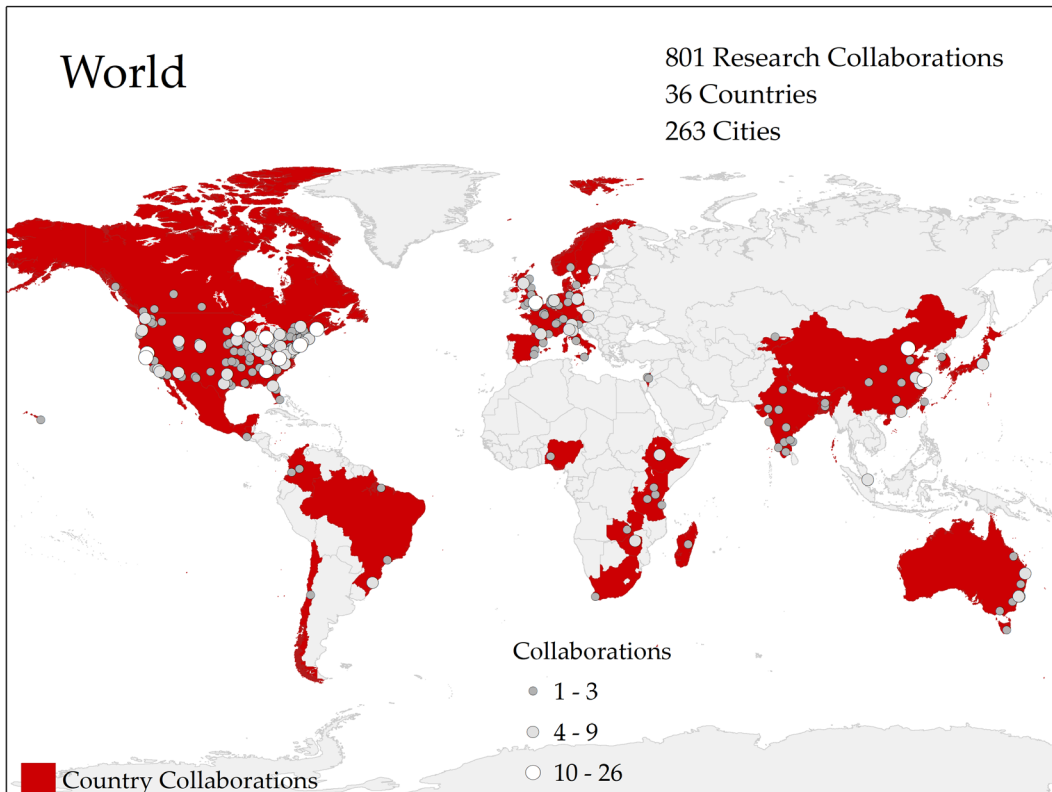 World
801 Research Collaborations
36 Countries
263 Cities
Collaborations
1 - 3
4 - 9
10 - 26
Country Collaborations